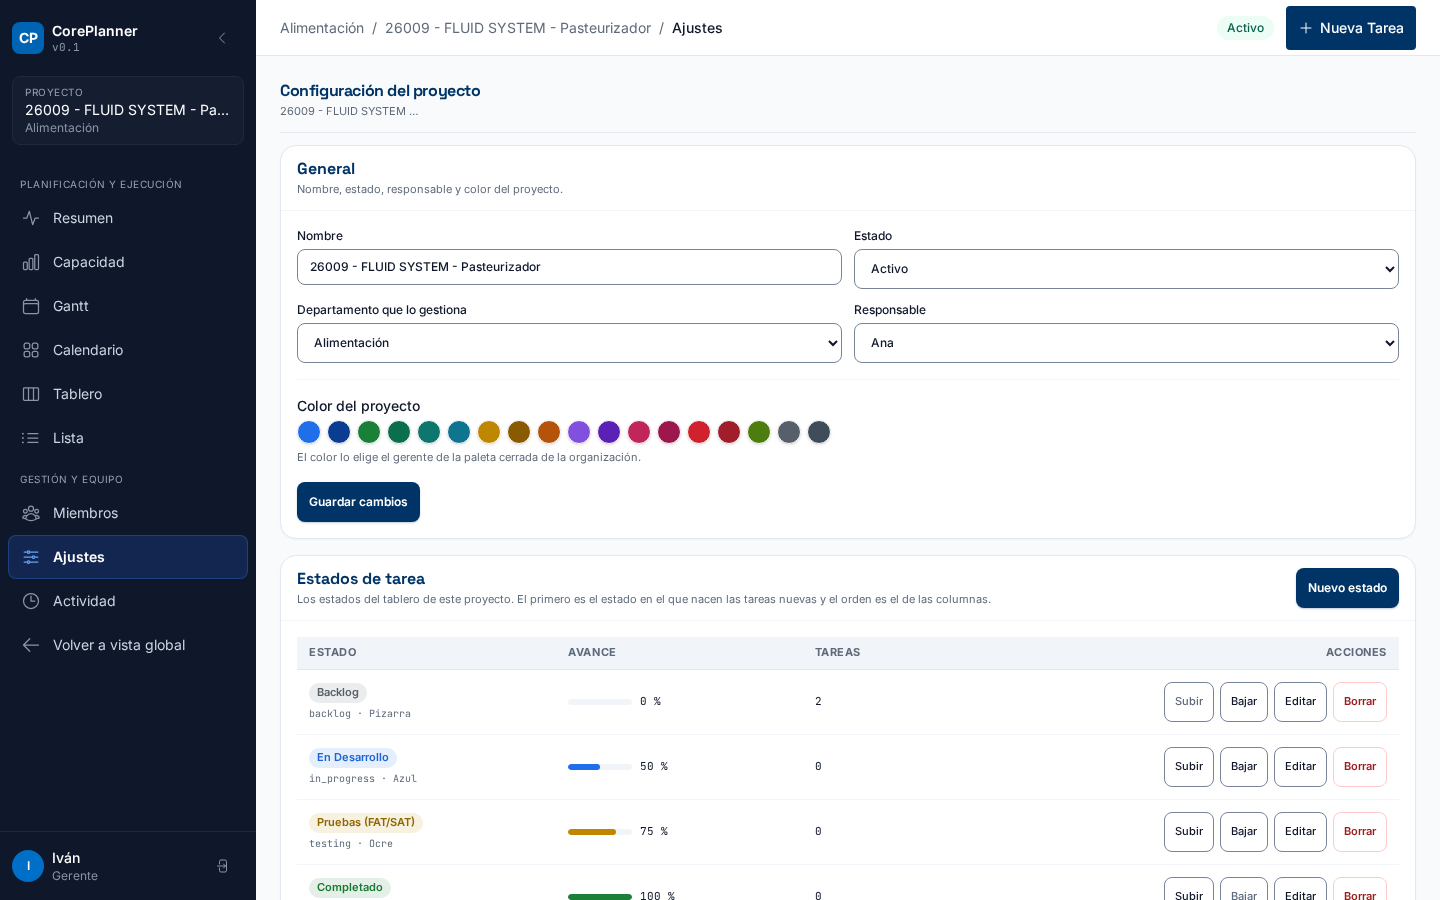 CP CorePlanner
v0.1
PROYECTO
26009 - FLUID SYSTEM - Pa...
Alimentación
PLANIFICACIÓN Y EJECUCIÓN
Resumen
Capacidad
Gantt
Calendario
Tablero
Lista
GESTIÓN Y EQUIPO
Miembros
Ajustes
Actividad
Volver a vista global
I Iván
Gerente
Alimentación / 26009 - FLUID SYSTEM - Pasteurizador / Ajustes
Activo
Nueva Tarea
Configuración del proyecto
26009 - FLUID SYSTEM ...
General
Nombre, estado, responsable y color del proyecto.
Nombre
26009 - FLUID SYSTEM - Pasteurizador
Estado
Activo
Departamento que lo gestiona
Alimentación
Responsable
Ana
Color del proyecto
El color lo elige el gerente de la paleta cerrada de la organización.
Guardar cambios
Estados de tarea
Los estados del tablero de este proyecto. El primero es el estado en el que nacen las tareas nuevas y el orden es el de las columnas.
Nuevo estado
ESTADO AVANCE TAREAS ACCIONES
Backlog
backlog · Pizarra
0 % 2 Subir Bajar Editar Borrar
En Desarrollo
in_progress · Azul
50 % 0 Subir Bajar Editar Borrar
Pruebas (FAT/SAT)
testing · Ocre
75 % 0 Subir Bajar Editar Borrar
Completado
100 % 0 Subir Bajar Editar Borrar